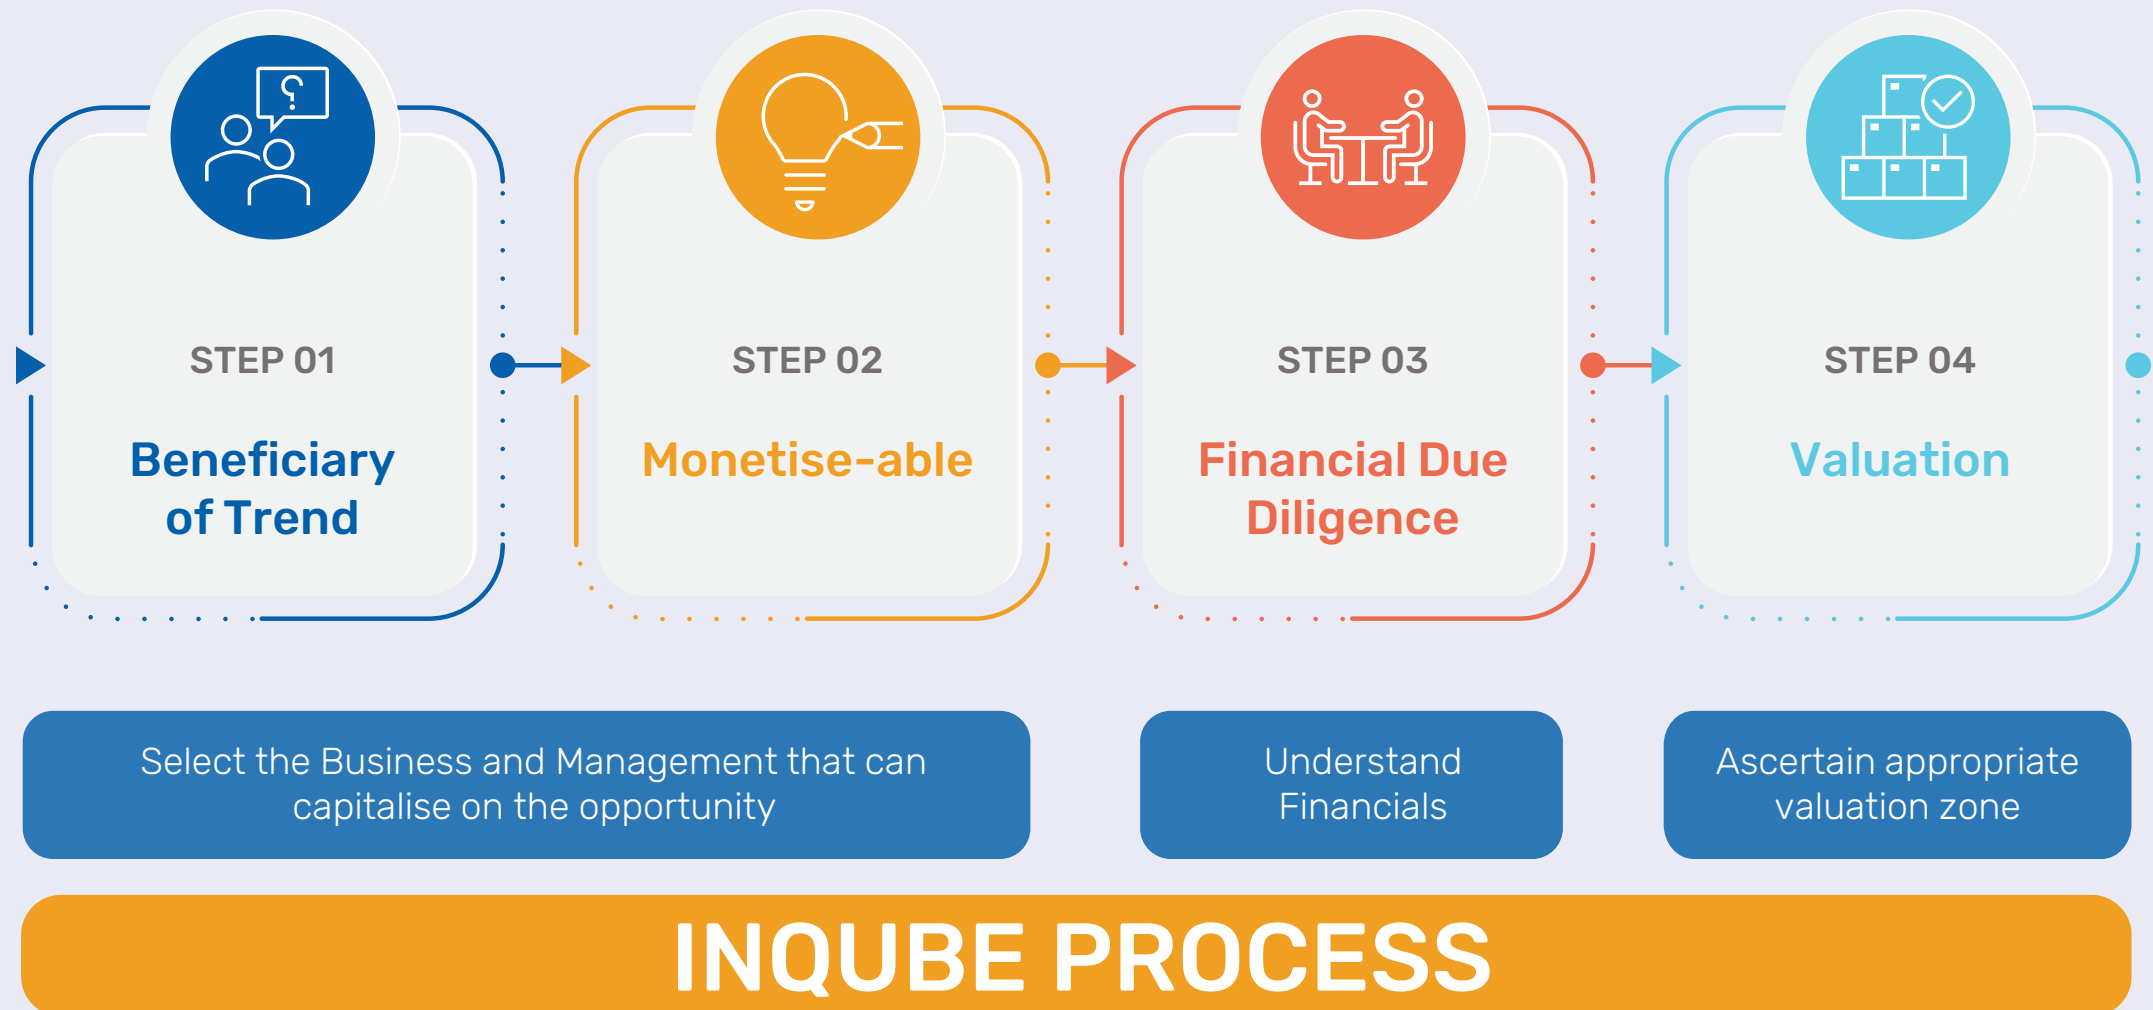 STEP 01
Beneficiary
of Trend
STEP 02
Monetise-able
STEP 03
Financial Due
Diligence
STEP 04
Valuation
Select the Business and Management that can
capitalise on the opportunity
Understand
Financials
Ascertain appropriate
valuation zone
INQUBE PROCESS